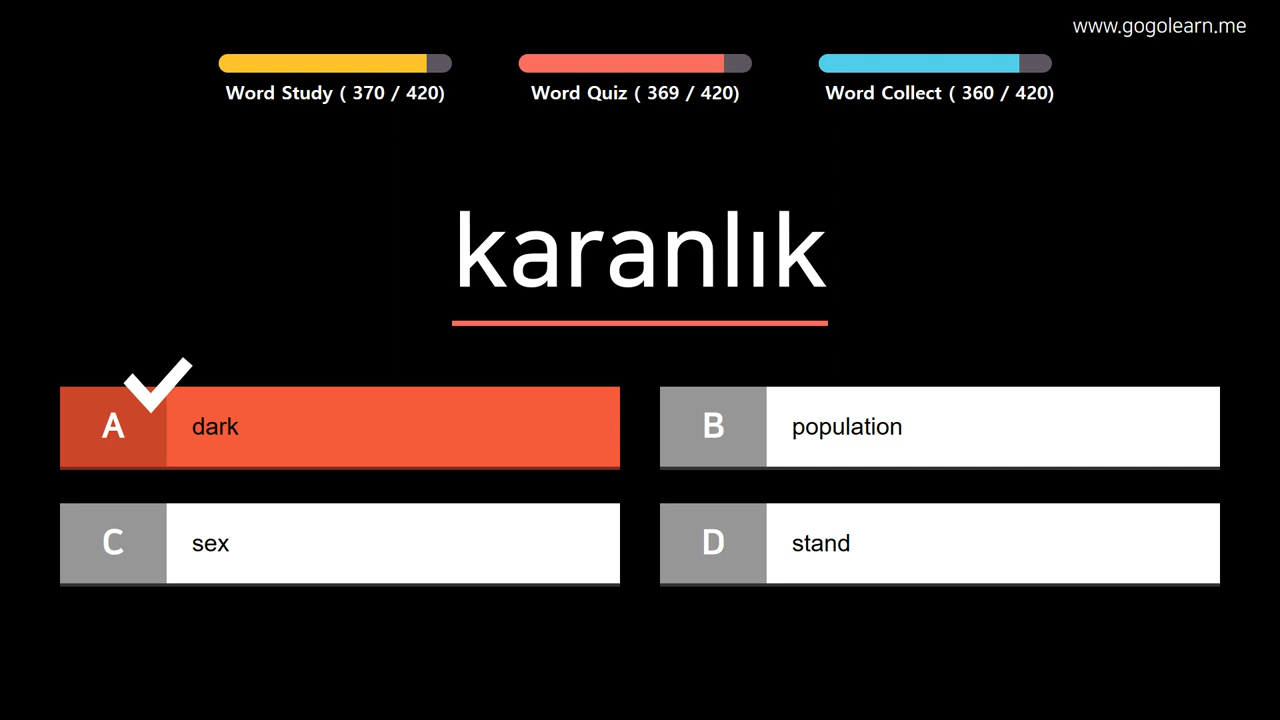 www.gogolearn.me
Word Study ( 370 / 420)
Word Quiz ( 369 / 420)
Word Collect ( 360 / 420)
karanlık
A dark
B population
C sex
D stand